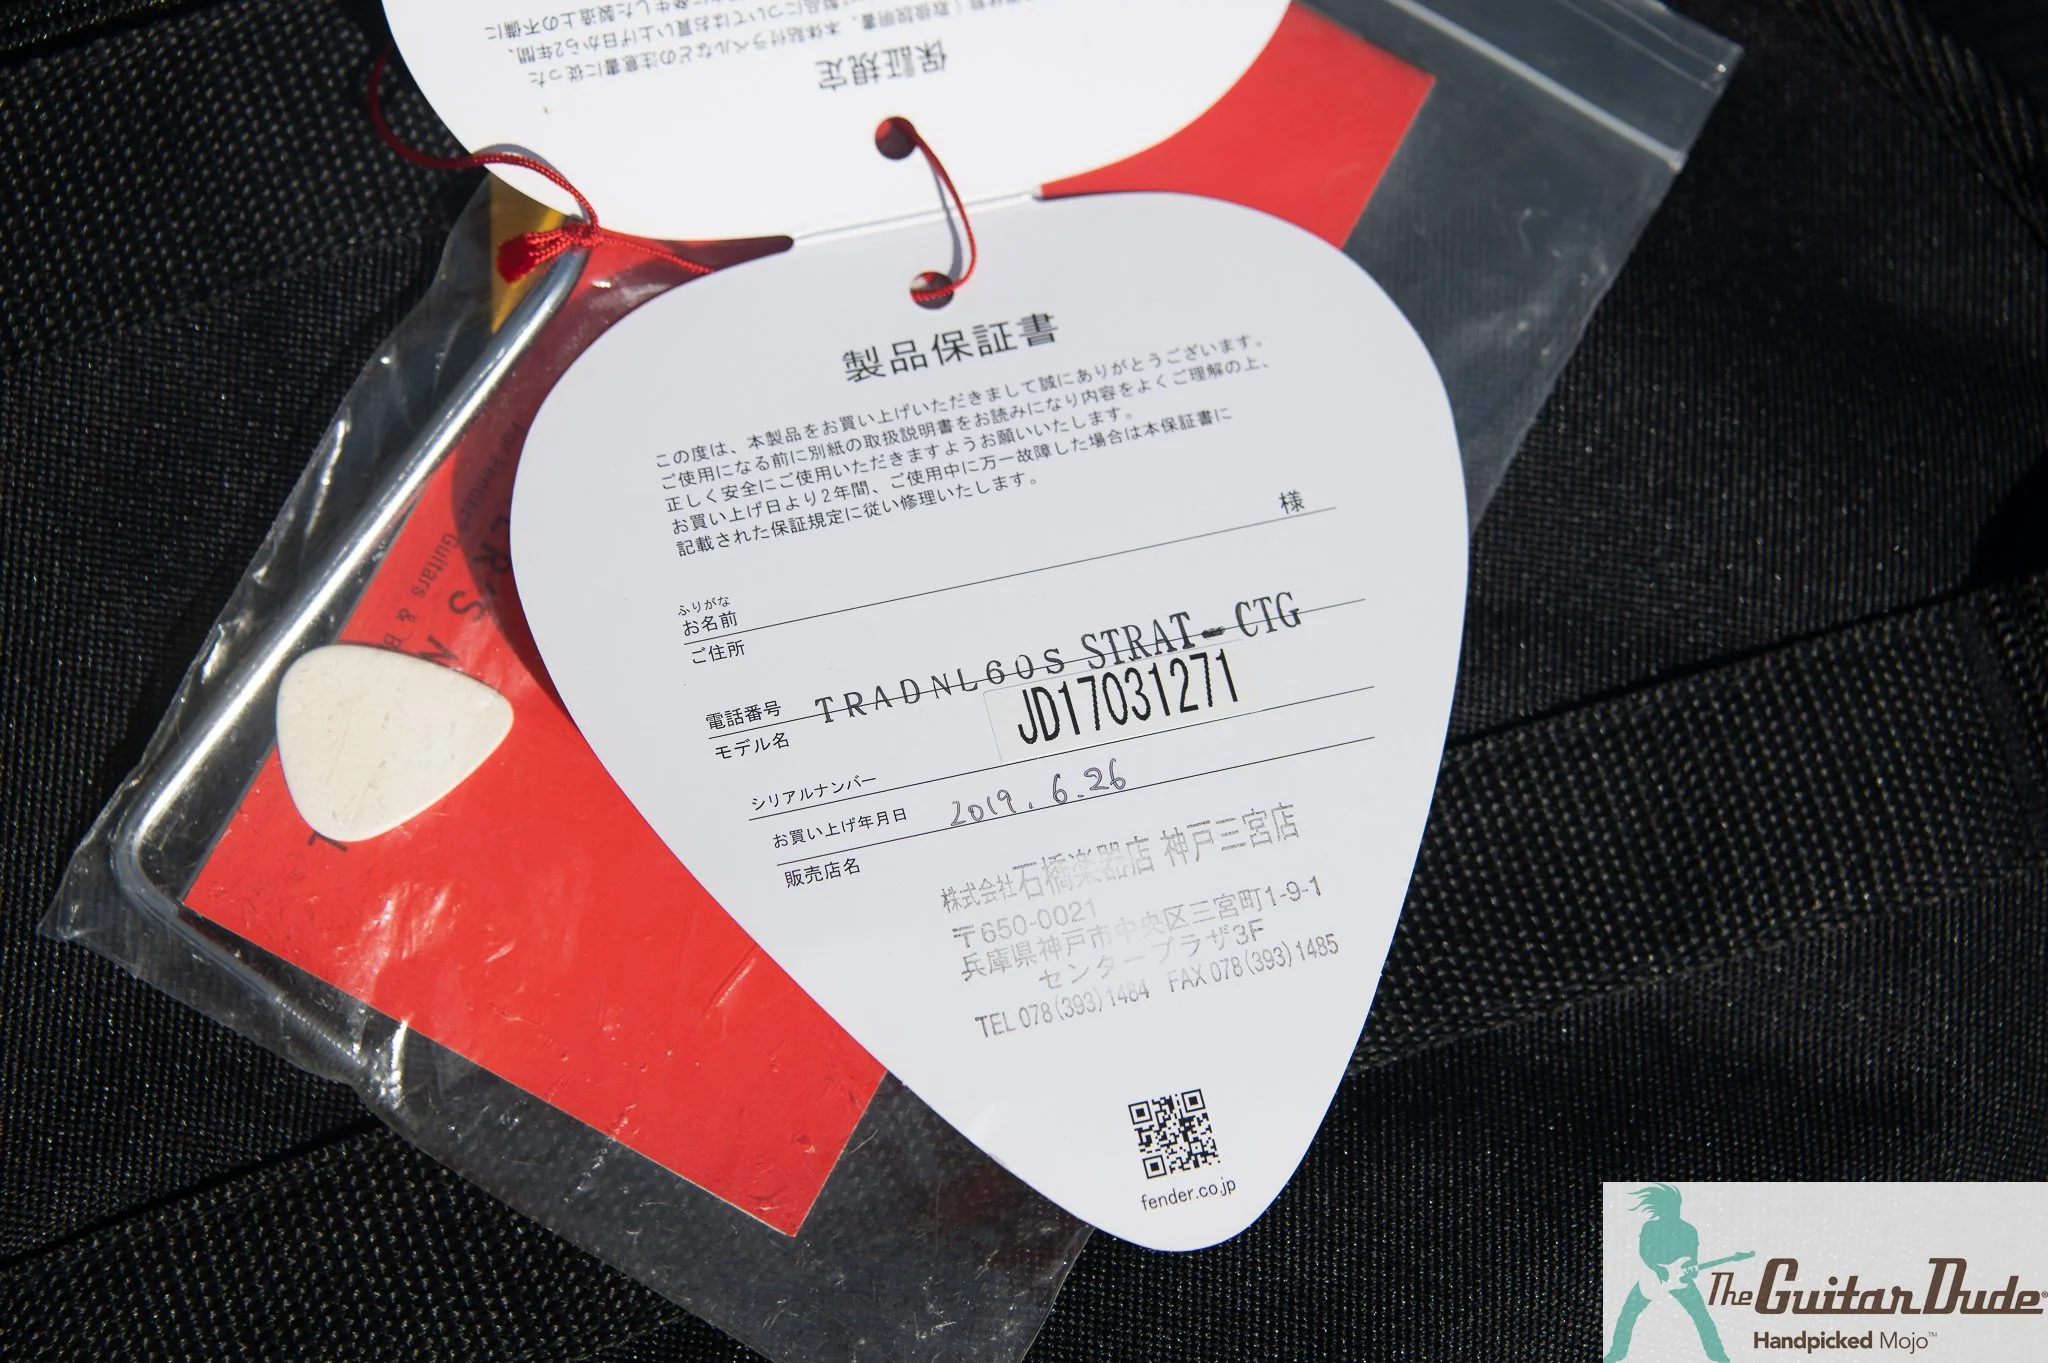 保証規定
製品保証書
この度は、本製品をお買い上げいただきまして誠にありがとうございます。
ご使用になる前に別紙の取扱説明書をお読みになり内容をよくご理解の上、
正しく安全にご使用いただきますようお願いいたします。
お買い上げ日より2年間、ご使用中に万一故障した場合は本保証書に
記載された保証規定に従い修理いたします。
様
ふりがな
お名前
ご住所
電話番号
TRADNL60S STRAT-CTG
モデル名
JD17031271
シリアルナンバー
お買い上げ年月日 2019.6.26
販売店名
株式会社石橋楽器店 神戸三宮店
〒650-0021
兵庫県神戸市中央区三宮町1-9-1
センタープラザ3F
TEL 078(393)1484 FAX 078(393)1485
fender.co.jp
Guitars & B
The Guitar Dude®
Handpicked Mojo™